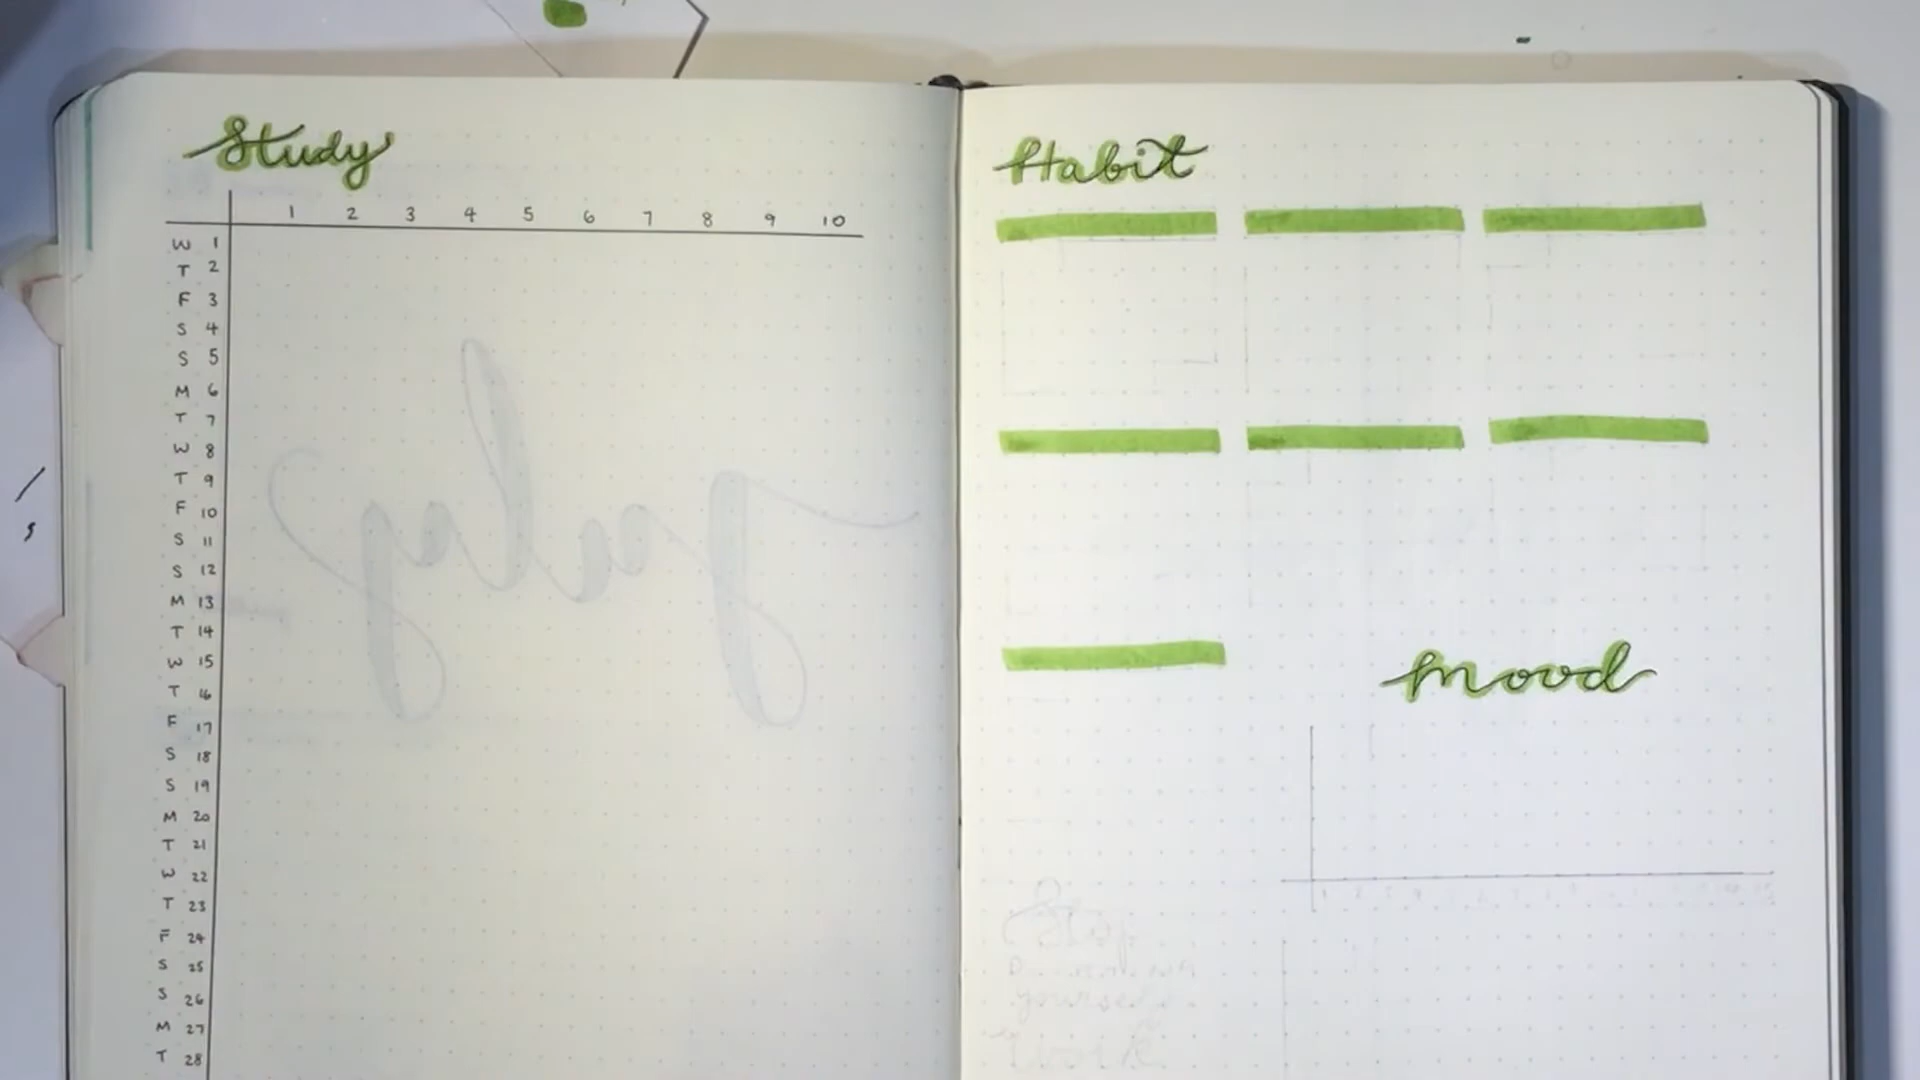 Study
1 2 3 4 5 6 7 8 9 10
W 1
T 2
F 3
S 4
S 5
M 6
T 7
W 8
T 9
F 10
S 11
S 12
M 13
T 14
W 15
T 16
F 17
S 18
S 19
M 20
T 21
W 22
T 23
F 24
S 25
S 26
M 27
T 28
July
Habit
Mood
yourself